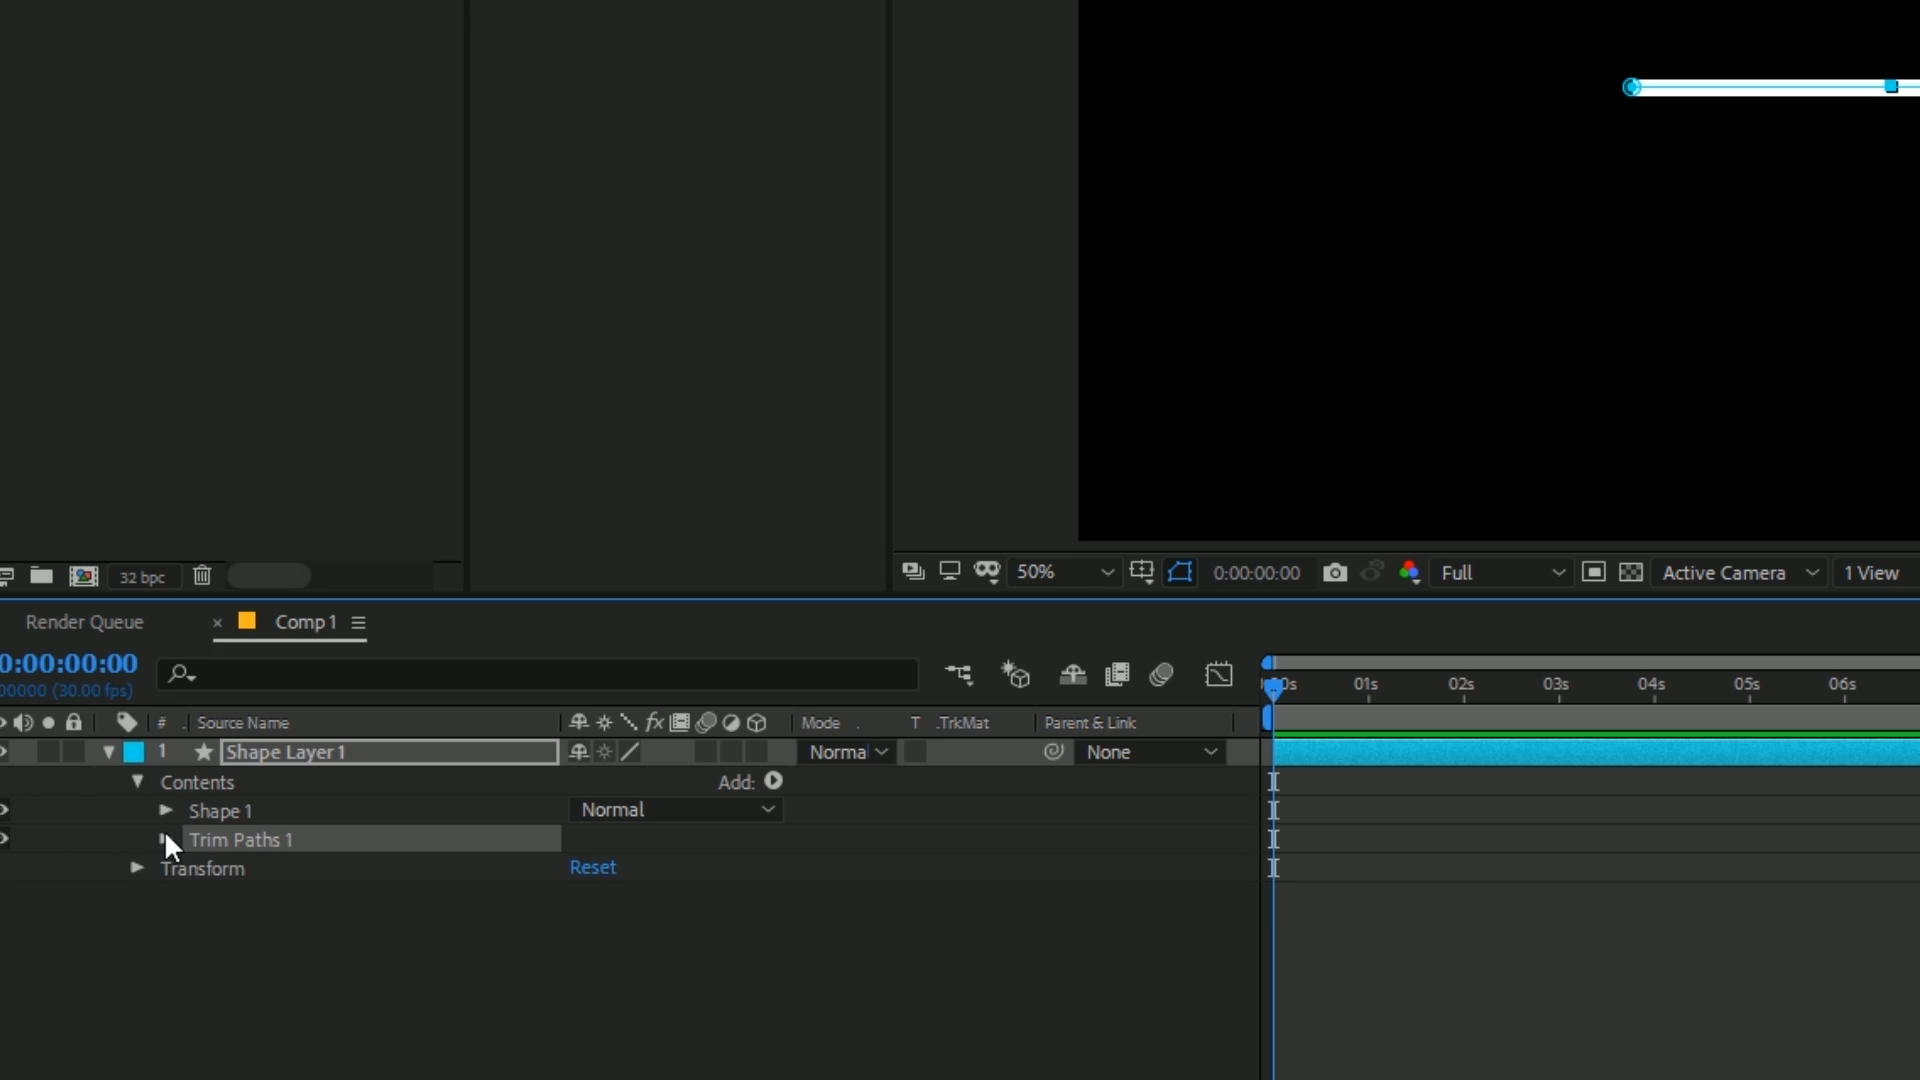 32 bpc
50%
0:00:00:00
Full
Active Camera
1 View
Render Queue
× Comp 1
0:00:00:00
00000 (30.00 fps)
00s 01s 02s 03s 04s 05s 06s
# Source Name fx Mode T .TrkMat Parent & Link
1 Shape Layer 1 Norma None
Contents Add:
Shape 1 Normal
Trim Paths 1
Transform Reset